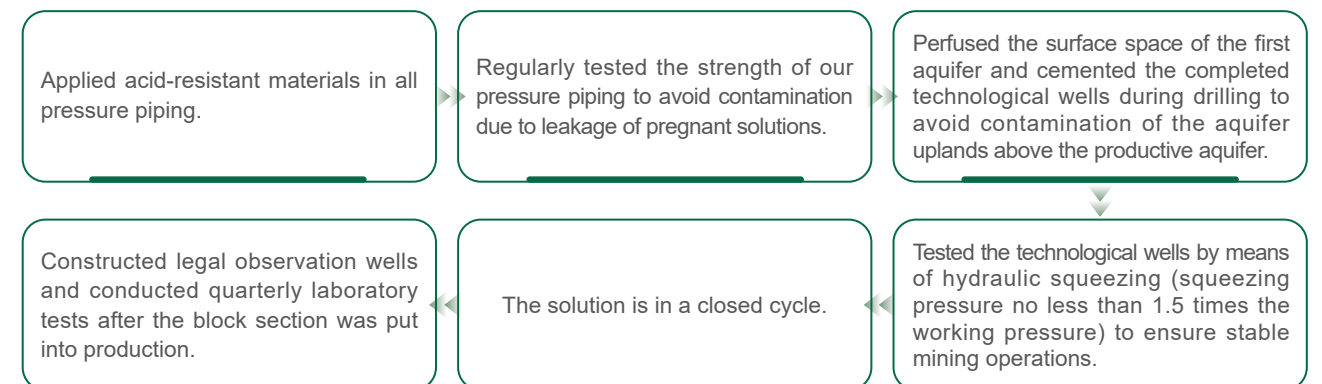 Applied acid-resistant materials in all
pressure piping.
Regularly tested the strength of our
pressure piping to avoid contamination
due to leakage of pregnant solutions.
Perfused the surface space of the first
aquifer and cemented the completed
technological wells during drilling to
avoid contamination of the aquifer
uplands above the productive aquifer.
Tested the technological wells by means
of hydraulic squeezing (squeezing
pressure no less than 1.5 times the
working pressure) to ensure stable
mining operations.
The solution is in a closed cycle.
Constructed legal observation wells
and conducted quarterly laboratory
tests after the block section was put
into production.